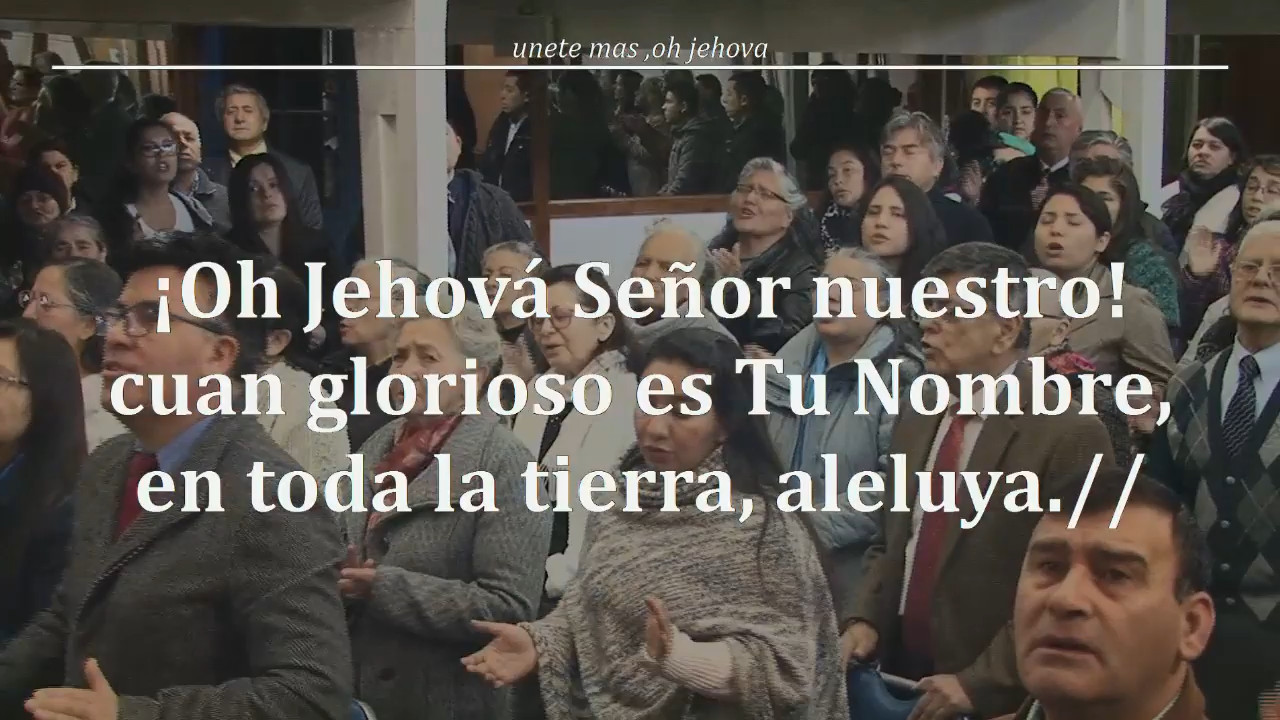 unete mas ,oh jehova
¡Oh Jehová Señor nuestro!
cuan glorioso es Tu Nombre,
en toda la tierra, aleluya.//